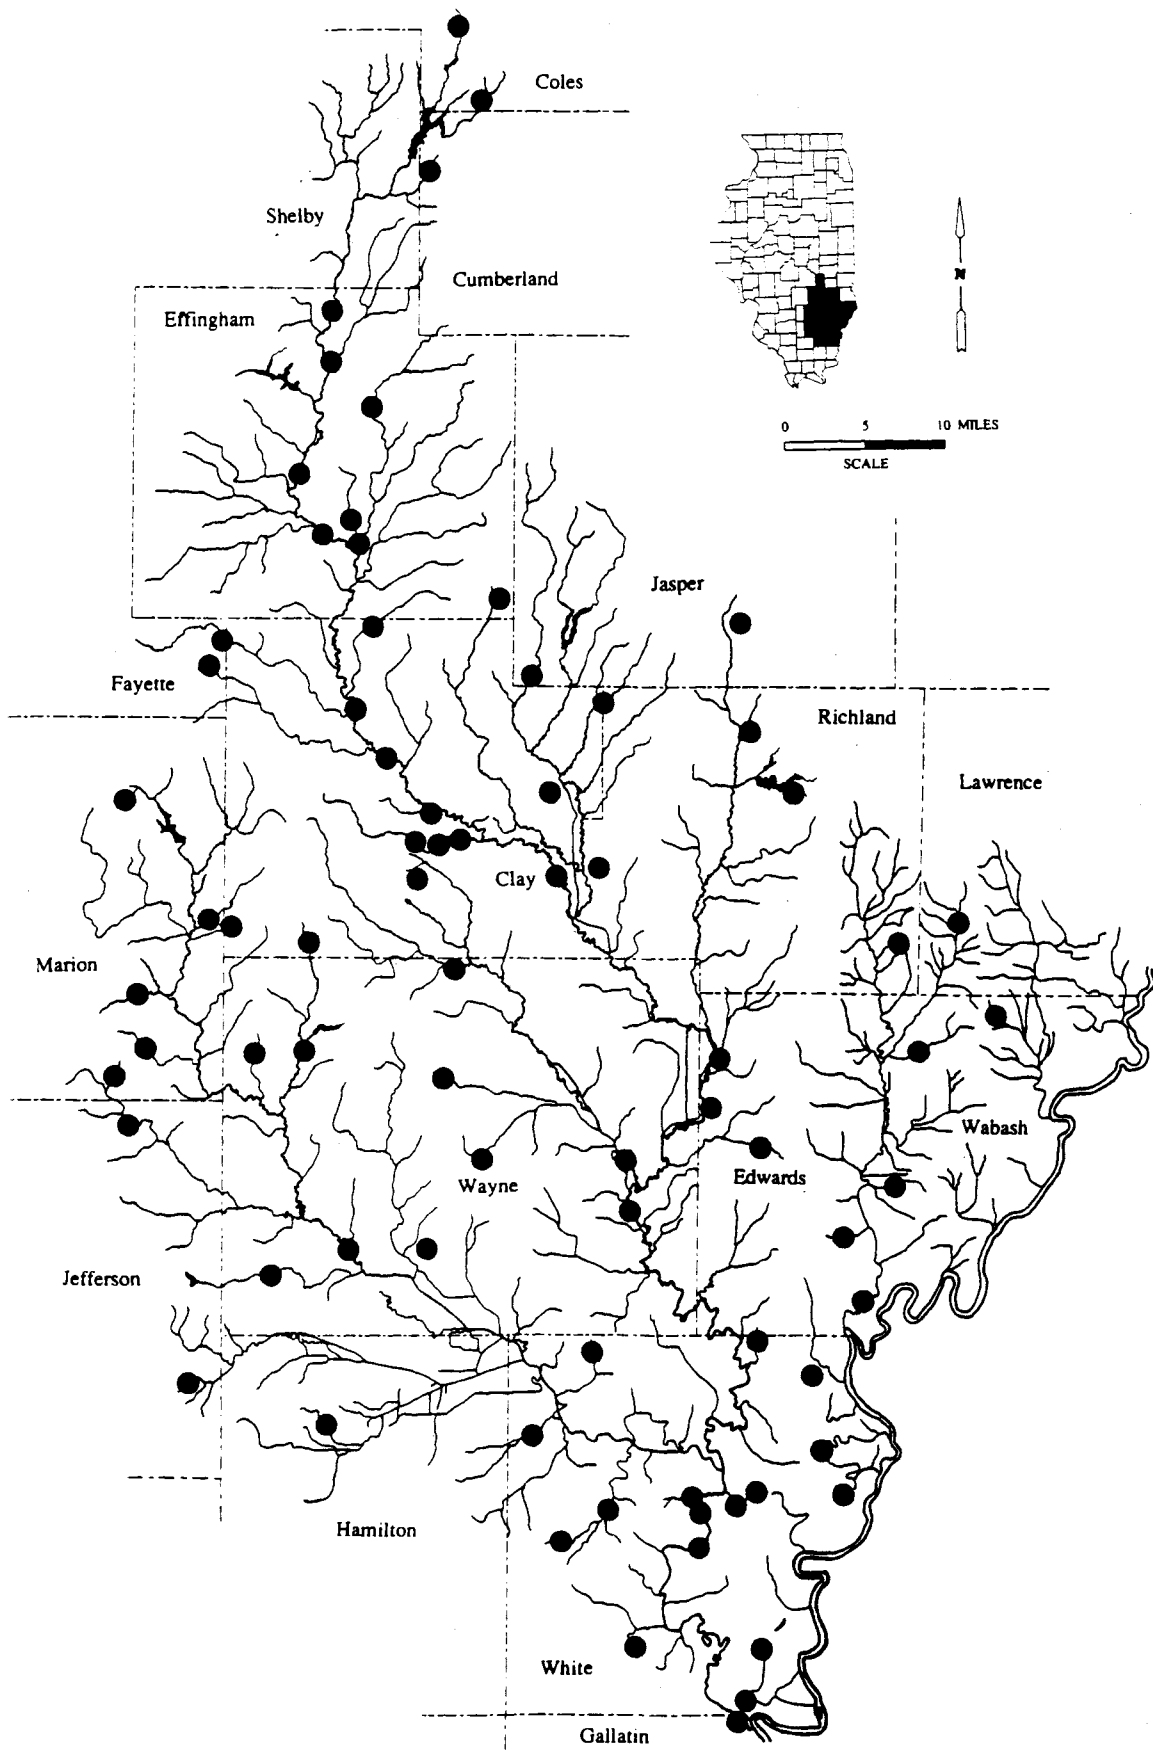 Coles
Shelby
Cumberland
Effingham
N
0 5 10 MILES
SCALE
Jasper
Fayette
Richland
Lawrence
Clay
Marion
Wabash
Edwards
Wayne
Jefferson
Hamilton
White
Gallatin